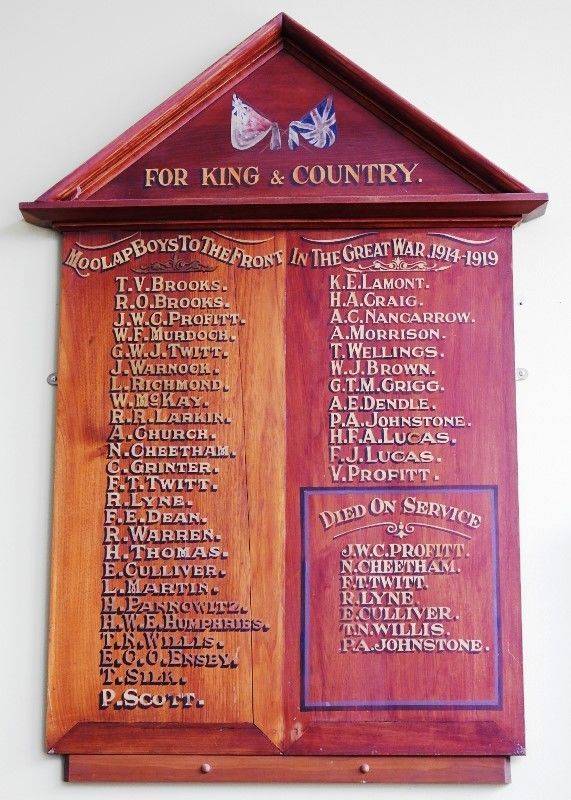 FOR KING & COUNTRY.
MOOLAP BOYS TO THE FRONT IN THE GREAT WAR. 1914-1919
T.V. BROOKS.
R.O. BROOKS.
J.W.C. PROFITT.
W.F. MURDOCH.
G.W.J. TWITT.
J. WARNOCK.
L. RICHMOND.
W. McKAY.
R.R. LARKIN.
A. CHURCH.
N. CHEETHAM.
C. GRINTER.
F.T. TWITT.
R. LYNE.
F.E. DEAN.
R. WARREN.
H. THOMAS.
E. CULLIVER.
L. MARTIN.
H. PANNOWITZ.
H.W.E. HUMPHRIES.
T.N. WILLS.
E.C.O. ENSBY.
T. SILK.
P. SCOTT.
K.E. LAMONT.
H.A. CRAIG.
A.C. NANCARROW.
A. MORRISON.
T. WELLINGS.
W.J. BROWN.
G.T.M. GRIGG.
A.E. DENDLE.
P.A. JOHNSTONE.
H.F.A. LUCAS.
F.J. LUCAS.
V. PROFITT.
DIED ON SERVICE
J.W.C. PROFITT.
N. CHEETHAM.
F.T. TWITT.
R. LYNE
E. CULLIVER.
T.N. WILLIS.
P.A. JOHNSTONE.